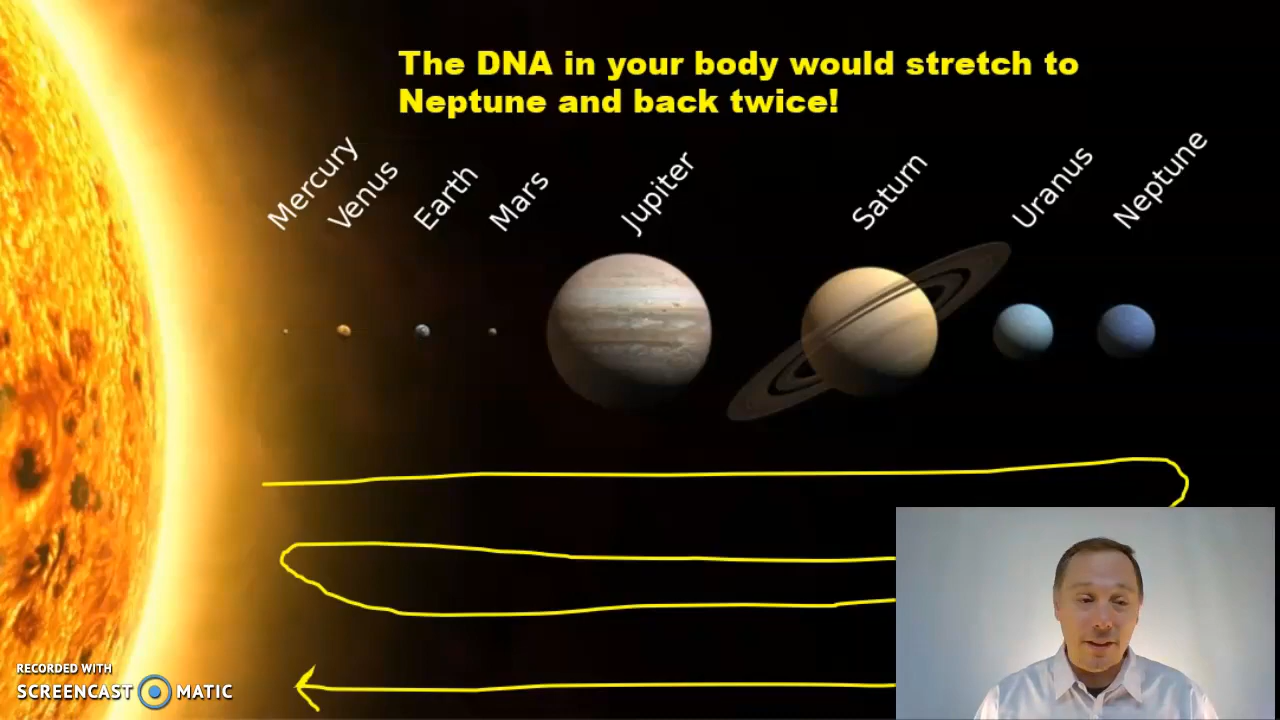 The DNA in your body would stretch to
Neptune and back twice!
Mercury
Venus
Earth
Mars
Jupiter
Saturn
Uranus
Neptune
RECORDED WITH
SCREENCAST MATIC